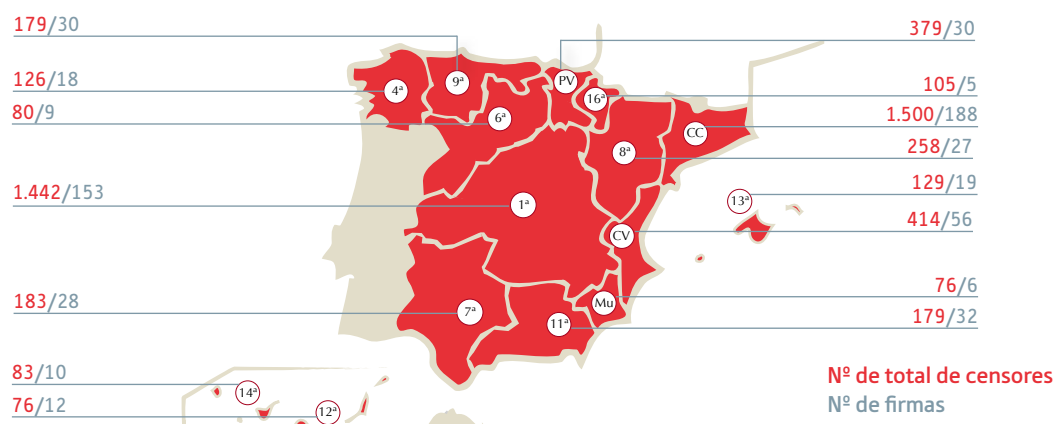 179/30
379/30
126/18
105/5
80/9
1.500/188
258/27
1.442/153
129/19
414/56
183/28
76/6
179/32
83/10
76/12
4ª
9ª
PV
16ª
6ª
CC
8ª
1ª
13ª
CV
7ª
Mu
11ª
14ª
12ª
Nº de total de censores
Nº de firmas